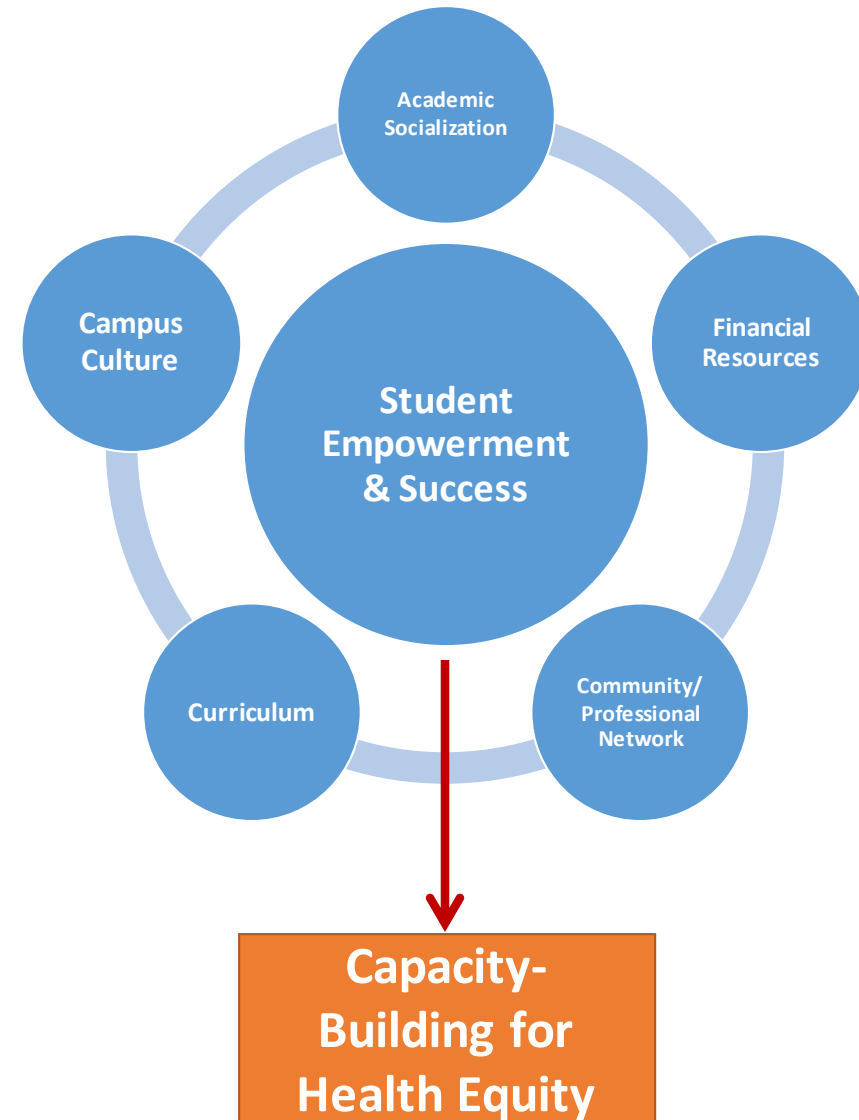 Academic
Socialization
Campus
Culture
Financial
Resources
Student
Empowerment
& Success
Curriculum
Community/
Professional
Network
Capacity-
Building for
Health Equity